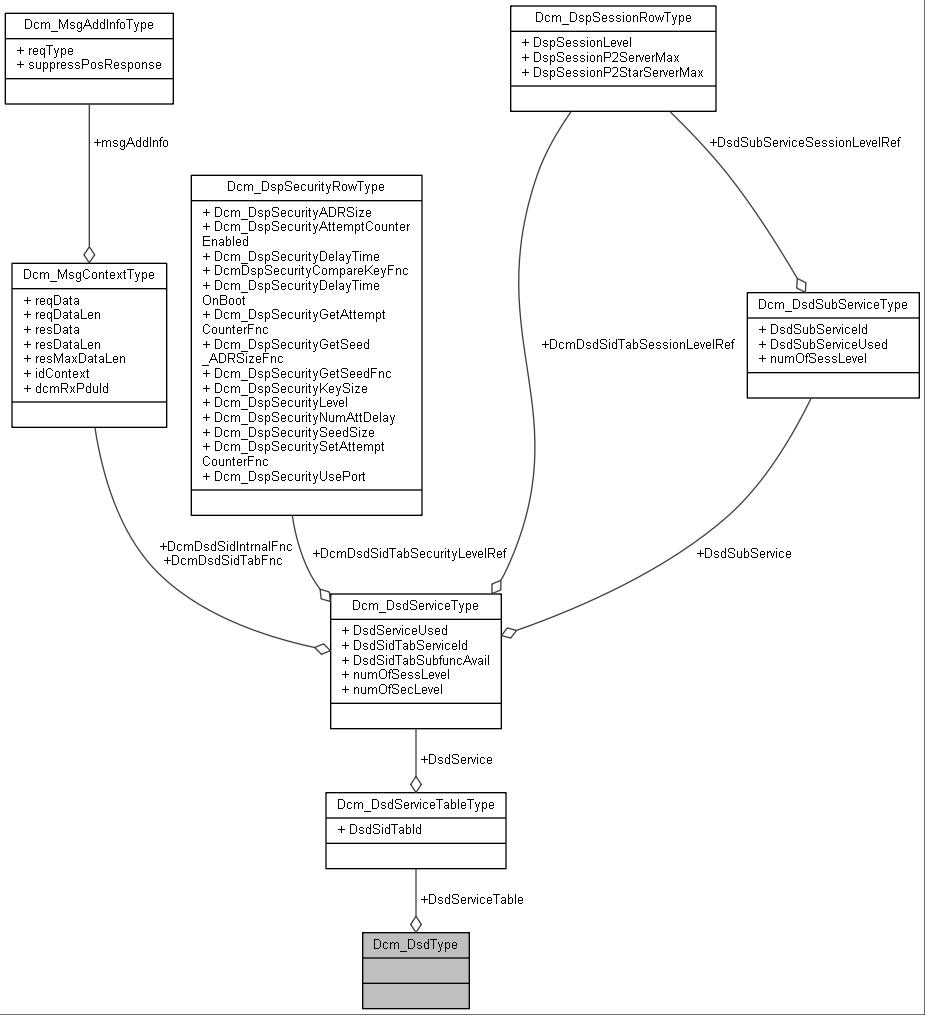 Dcm_MsgAddInfoType
+ reqType
+ suppressPosResponse
Dcm_DspSessionRowType
+ DspSessionLevel
+ DspSessionP2ServerMax
+ DspSessionP2StarServerMax
+msgAddInfo
+DsdSubServiceSessionLevelRef
Dcm_DspSecurityRowType
+ Dcm_DspSecurityADRSize
+ Dcm_DspSecurityAttemptCounter
Enabled
+ Dcm_DspSecurityDelayTime
+ DcmDspSecurityCompareKeyFnc
+ Dcm_DspSecurityDelayTime
OnBoot
+ Dcm_DspSecurityGetAttempt
CounterFnc
+ Dcm_DspSecurityGetSeed
_ADRSizeFnc
+ Dcm_DspSecurityGetSeedFnc
+ Dcm_DspSecurityKeySize
+ Dcm_DspSecurityLevel
+ Dcm_DspSecurityNumAttDelay
+ Dcm_DspSecuritySeedSize
+ Dcm_DspSecuritySetAttempt
CounterFnc
+ Dcm_DspSecurityUsePort
Dcm_MsgContextType
+ reqData
+ reqDataLen
+ resData
+ resDataLen
+ resMaxDataLen
+ idContext
+ dcmRxPduId
+DcmDsdSidTabSessionLevelRef
Dcm_DsdSubServiceType
+ DsdSubServiceId
+ DsdSubServiceUsed
+ numOfSessLevel
+DcmDsdSidIntrnalFnc
+DcmDsdSidTabFnc
+DcmDsdSidTabSecurityLevelRef
+DsdSubService
Dcm_DsdServiceType
+ DsdServiceUsed
+ DsdSidTabServiceId
+ DsdSidTabSubfuncAvail
+ numOfSessLevel
+ numOfSecLevel
+DsdService
Dcm_DsdServiceTableType
+ DsdSidTabId
+DsdServiceTable
Dcm_DsdType